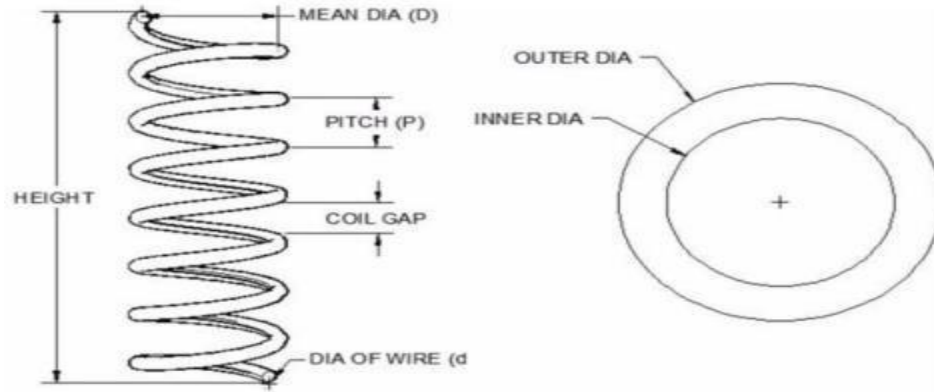 MEAN DIA (D)
OUTER DIA
PITCH (P)
INNER DIA
HEIGHT
COIL GAP
DIA OF WIRE (d